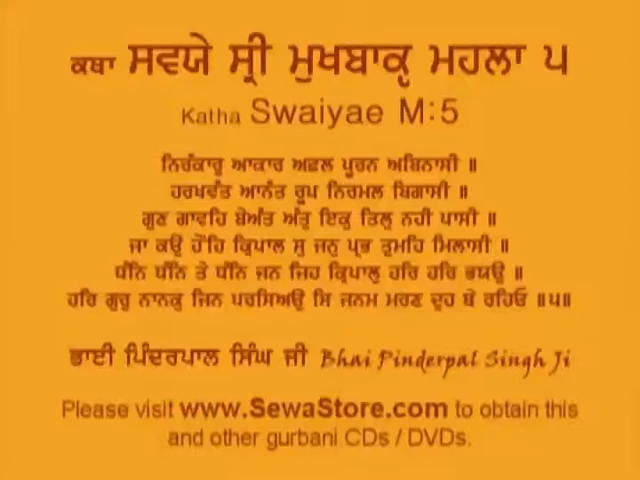 ਕਥਾ ਸਵਯੇ ਸ੍ਰੀ ਮੁਖਬਾਕੵ ਮਹਲਾ ੫
Katha Swaiyae M:5
ਨਿਰੰਕਾਰੁ ਆਕਾਰ ਅਛਲ ਪੂਰਨ ਅਬਿਨਾਸੀ ॥
ਹਰਖਵੰਤ ਆਨੰਤ ਰੂਪ ਨਿਰਮਲ ਬਿਗਾਸੀ ॥
ਗੁਣ ਗਾਵਹਿ ਬੇਅੰਤ ਅੰਤੁ ਇਕੁ ਤਿਲੁ ਨਹੀ ਪਾਸੀ ॥
ਜਾ ਕਉ ਹੋਂਹਿ ਕ੍ਰਿਪਾਲ ਸੁ ਜਨੁ ਪ੍ਰਭ ਤੁਮਹਿ ਮਿਲਾਸੀ ॥
ਧੰਨਿ ਧੰਨਿ ਤੇ ਧੰਨਿ ਜਨ ਜਿਹ ਕ੍ਰਿਪਾਲੁ ਹਰਿ ਹਰਿ ਭਯਉ ॥
ਹਰਿ ਗੁਰੁ ਨਾਨਕੁ ਜਿਨ ਪਰਸਿਅਉ ਸਿ ਜਨਮ ਮਰਣ ਦੁਹ ਥੇ ਰਹਿਓ ॥੫॥
ਭਾਈ ਪਿੰਦਰਪਾਲ ਸਿੰਘ ਜੀ Bhai Pinderpal Singh Ji
Please visit www.SewaStore.com to obtain this
and other gurbani CDs / DVDs.